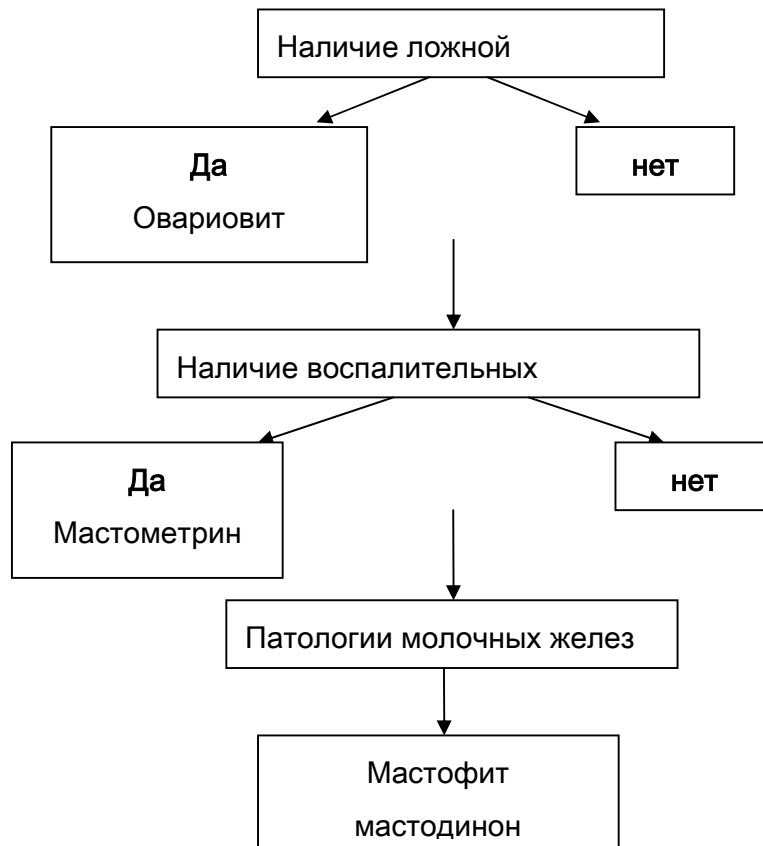 Наличие ложной
Да
Овариовит
нет
Наличие воспалительных
Да
Мастометрин
нет
Патологии молочных желез
Мастофит
мастодинон